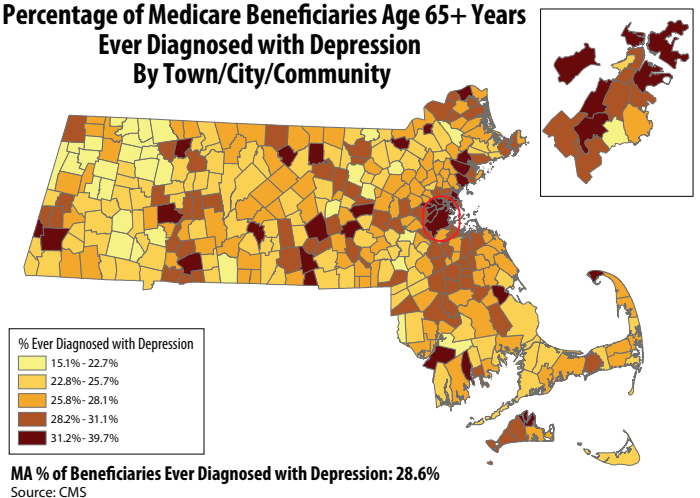 Percentage of Medicare Beneficiaries Age 65+ Years
Ever Diagnosed with Depression
By Town/City/Community
% Ever Diagnosed with Depression
15.1% - 22.7%
22.8% - 25.7%
25.8% - 28.1%
28.2% - 31.1%
31.2% - 39.7%
MA % of Beneficiaries Ever Diagnosed with Depression: 28.6%
Source: CMS